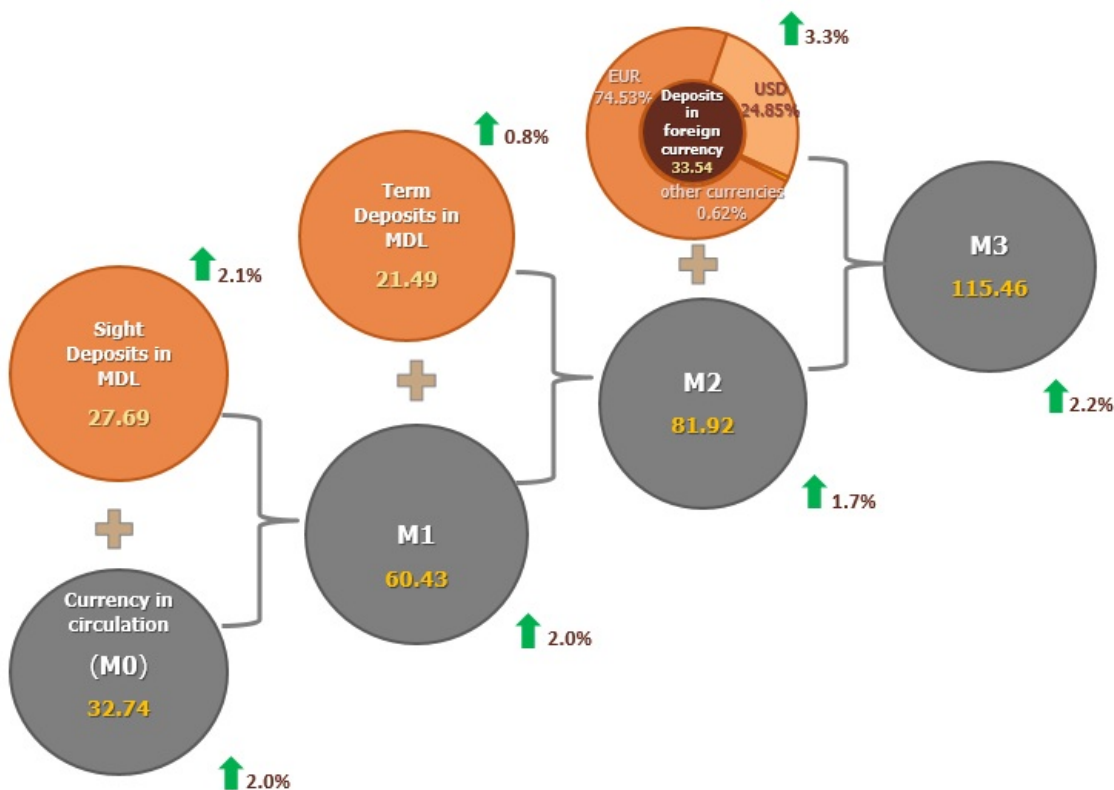 3.3%
EUR
74.53%
USD
24.85%
Deposits
in
foreign
currency
33.54
other currencies
0.62%
0.8%
Term
Deposits in
MDL
21.49
2.1%
Sight
Deposits in
MDL
27.69
M3
115.46
2.2%
M2
81.92
1.7%
M1
60.43
2.0%
Currency in
circulation
(M0)
32.74
2.0%